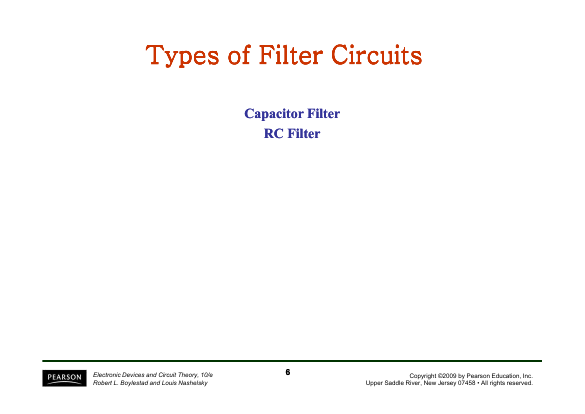 Types of Filter Circuits
Capacitor Filter
RC Filter
PEARSON
Electronic Devices and Circuit Theory, 10/e
Robert L. Boylestad and Louis Nashelsky
6
Copyright ©2009 by Pearson Education, Inc.
Upper Saddle River, New Jersey 07458 • All rights reserved.